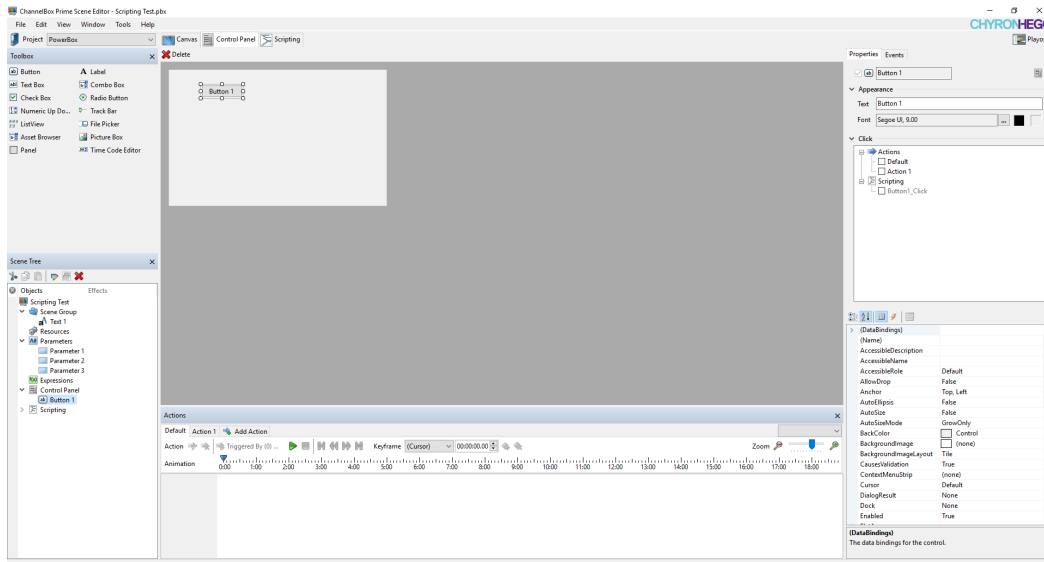 ChannelBox Prime Scene Editor - Scripting Test.pbx
File Edit View Window Tools Help
CHYRONHEGO
Project PowerBox
Canvas Control Panel Scripting
Playou
Toolbox
Delete
Button A Label
Text Box Combo Box
Check Box Radio Button
Numeric Up Do... Track Bar
ListView File Picker
Asset Browser Picture Box
Panel Time Code Editor
Button 1
Scene Tree
Objects Effects
Scripting Test
Scene Group
Text 1
Resources
Parameters
Parameter 1
Parameter 2
Parameter 3
Expressions
Control Panel
Button 1
Scripting
Actions
Default Action 1 Add Action
Action Triggered By (0) ... Keyframe (Cursor) 00:00:00.00 Zoom
Animation 0:00 1:00 2:00 3:00 4:00 5:00 6:00 7:00 8:00 9:00 10:00 11:00 12:00 13:00 14:00 15:00 16:00 17:00 18:00
Properties Events
Button 1
Appearance
Text Button 1
Font Segoe UI, 9.00 ...
Click
Actions
Default
Action 1
Scripting
Button1_Click
(DataBindings)
(Name)
AccessibleDescription
AccessibleName
AccessibleRole Default
AllowDrop False
Anchor Top, Left
AutoEllipsis False
AutoSize False
AutoSizeMode GrowOnly
BackColor Control
BackgroundImage (none)
BackgroundImageLayout Tile
CausesValidation True
ContextMenuStrip (none)
Cursor Default
DialogResult None
Dock None
Enabled True
(DataBindings)
The data bindings for the control.